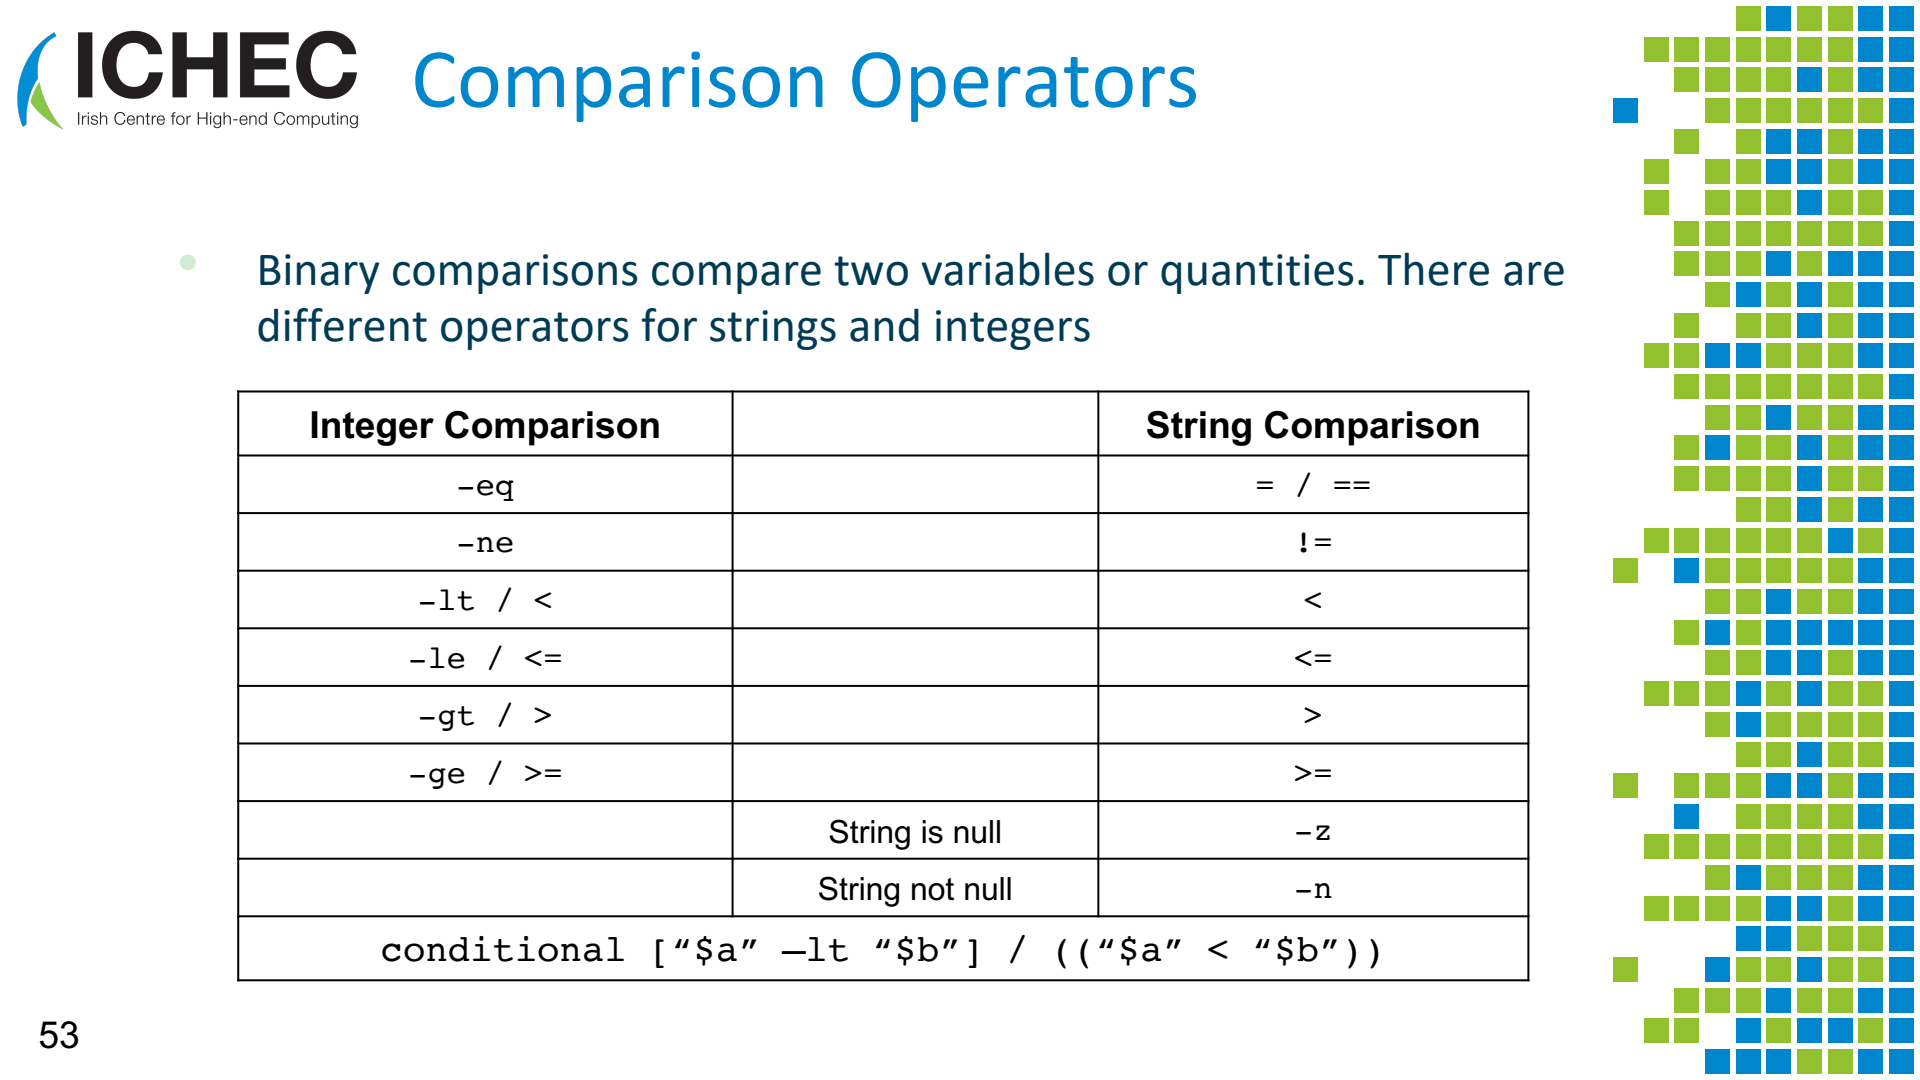 ICHEC
Irish Centre for High-end Computing
Comparison Operators
• Binary comparisons compare two variables or quantities. There are
different operators for strings and integers
Integer Comparison String Comparison
–eq = / ==
–ne !=
–lt / < <
–le / <= <=
–gt / > >
–ge / >= >=
String is null –z
String not null –n
conditional [“$a” –lt “$b”] / ((“$a” < “$b”))
53